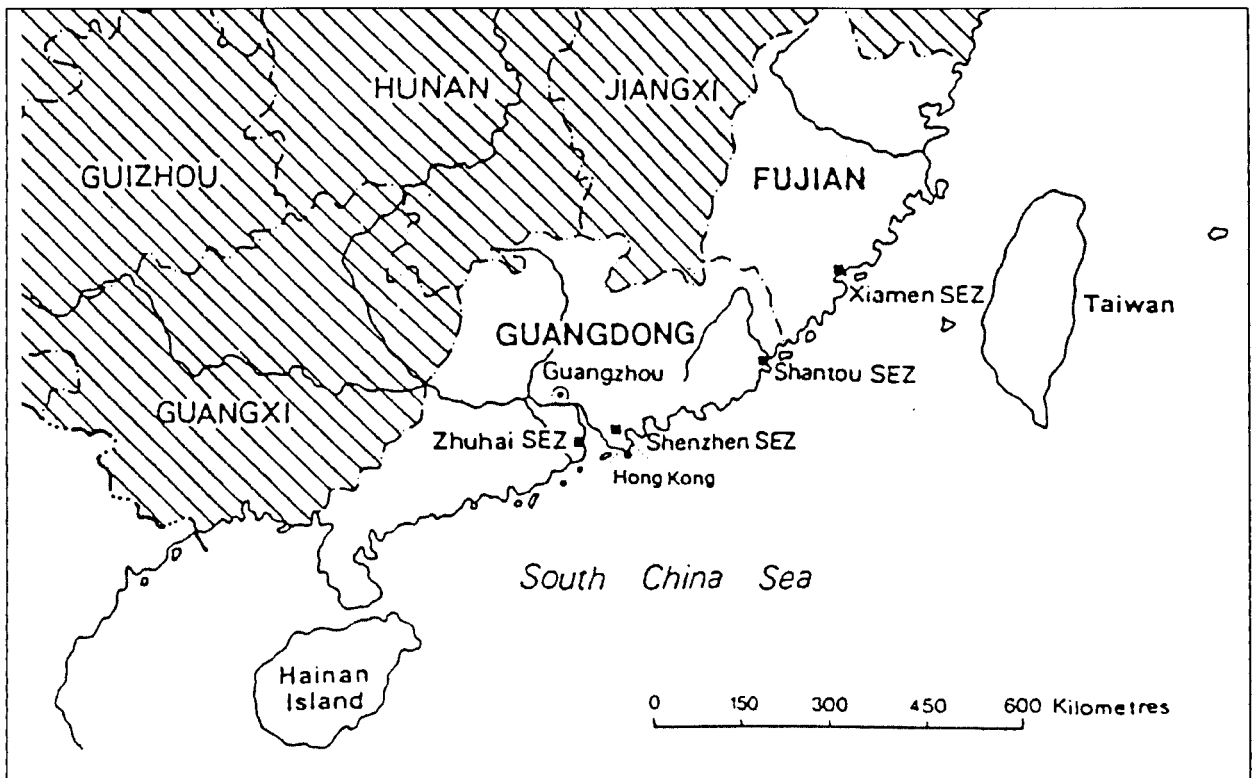 HUNAN
JIANGXI
GUIZHOU
FUJIAN
Xiamen SEZ
Taiwan
GUANGDONG
Guangzhou
Shantou SEZ
GUANGXI
Zhuhai SEZ
Shenzhen SEZ
Hong Kong
South China Sea
Hainan
Island
0 150 300 450 600 Kilometres